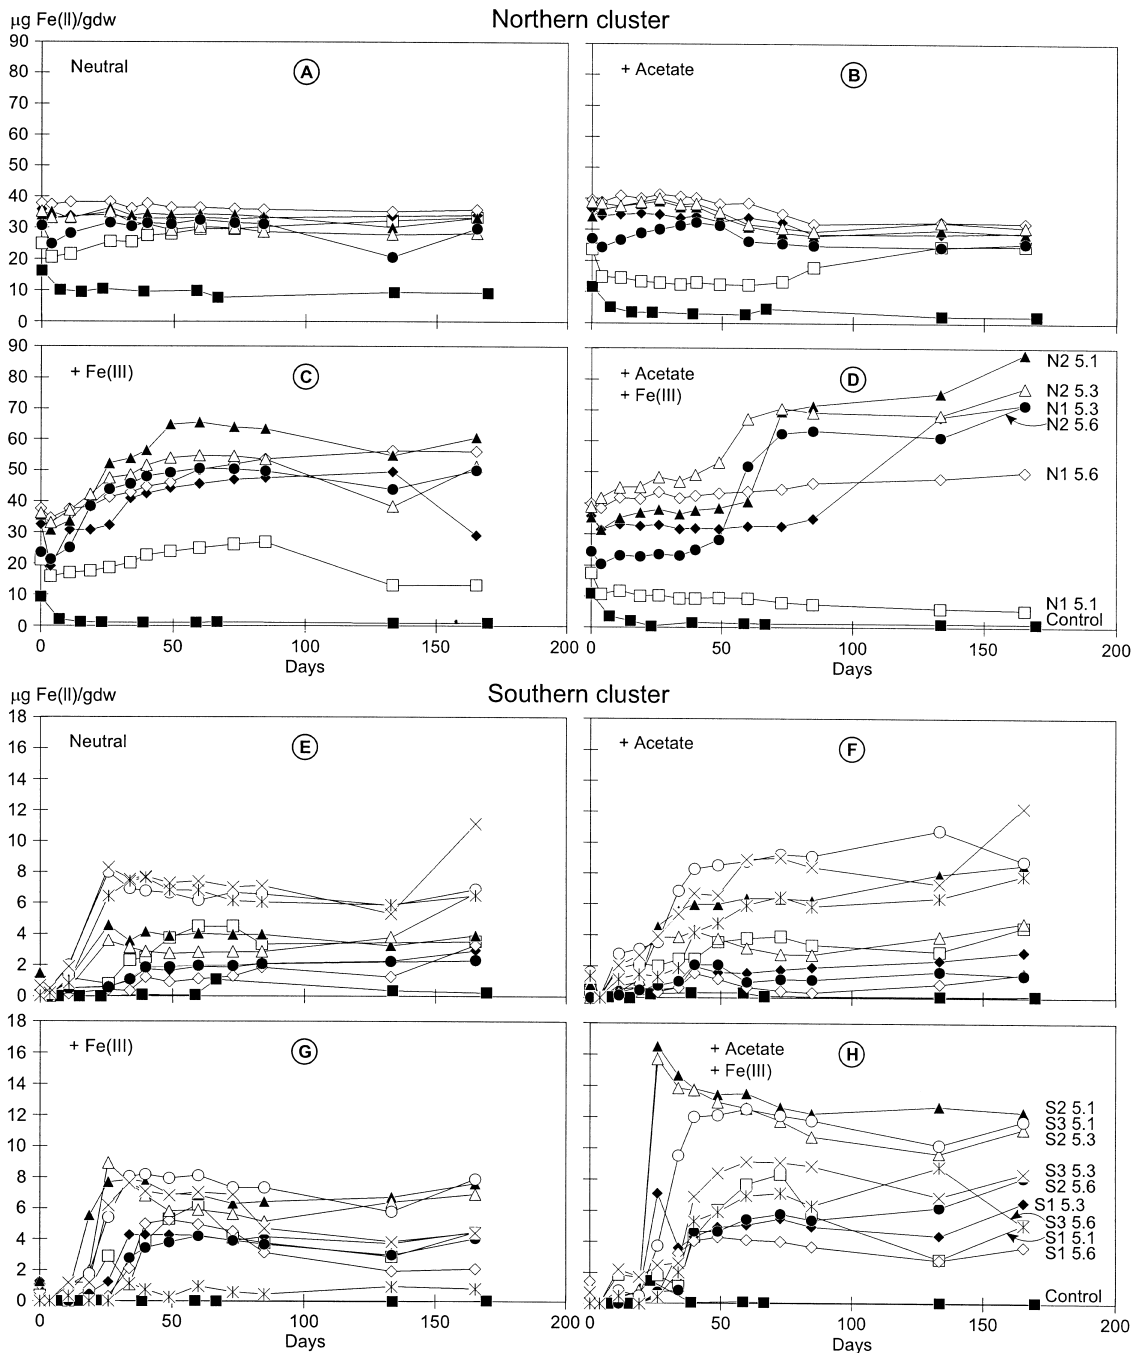 µg Fe(II)/gdw
Northern cluster
90
80
70
60
50
40
30
20
10
0
Neutral
A
+ Acetate
B
0
50
100
150
200
90
80
70
60
50
40
30
20
10
0
+ Fe(III)
C
0
50
100
150
200
Days
+ Acetate
+ Fe(III)
D
N2 5.1
N2 5.3
N1 5.3
N2 5.6
N1 5.6
N1 5.1
Control
0
50
100
150
200
Days
µg Fe(II)/gdw
Southern cluster
18
16
14
12
10
8
6
4
2
0
Neutral
E
+ Acetate
F
18
16
14
12
10
8
6
4
2
0
+ Fe(III)
G
0
50
100
150
200
Days
+ Acetate
+ Fe(III)
H
S2 5.1
S3 5.1
S2 5.3
S3 5.3
S2 5.6
S1 5.3
S3 5.6
S1 5.1
S1 5.6
Control
0
50
100
150
200
Days